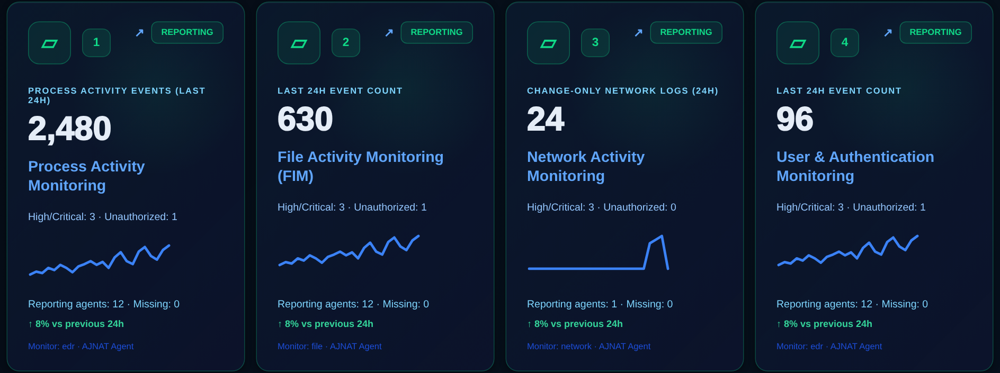 1
↗
REPORTING
PROCESS ACTIVITY EVENTS (LAST
24H)
2,480
Process Activity
Monitoring
High/Critical: 3 · Unauthorized: 1
Reporting agents: 12 · Missing: 0
↑ 8% vs previous 24h
Monitor: edr · AJNAT Agent
2
↗
REPORTING
LAST 24H EVENT COUNT
630
File Activity Monitoring
(FIM)
High/Critical: 3 · Unauthorized: 1
Reporting agents: 12 · Missing: 0
↑ 8% vs previous 24h
Monitor: file · AJNAT Agent
3
↗
REPORTING
CHANGE-ONLY NETWORK LOGS (24H)
24
Network Activity
Monitoring
High/Critical: 3 · Unauthorized: 0
Reporting agents: 1 · Missing: 0
↑ 8% vs previous 24h
Monitor: network · AJNAT Agent
4
↗
REPORTING
LAST 24H EVENT COUNT
96
User & Authentication
Monitoring
High/Critical: 3 · Unauthorized: 1
Reporting agents: 12 · Missing: 0
↑ 8% vs previous 24h
Monitor: edr · AJNAT Agent